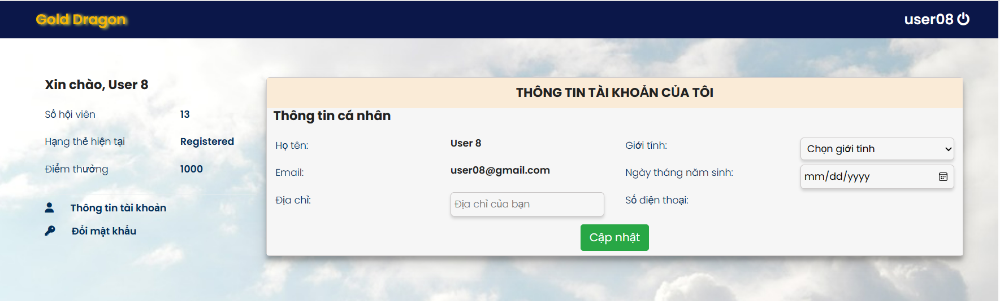 Gold Dragon
user08
Xin chào, User 8
Số hội viên 13
Hạng thẻ hiện tại Registered
Điểm thưởng 1000
Thông tin tài khoản
Đổi mật khẩu
THÔNG TIN TÀI KHOẢN CỦA TÔI
Thông tin cá nhân
Họ tên: User 8 Giới tính: Chọn giới tính
Email: user08@gmail.com Ngày tháng năm sinh: mm/dd/yyyy
Địa chỉ: Địa chỉ của bạn Số điện thoại:
Cập nhật